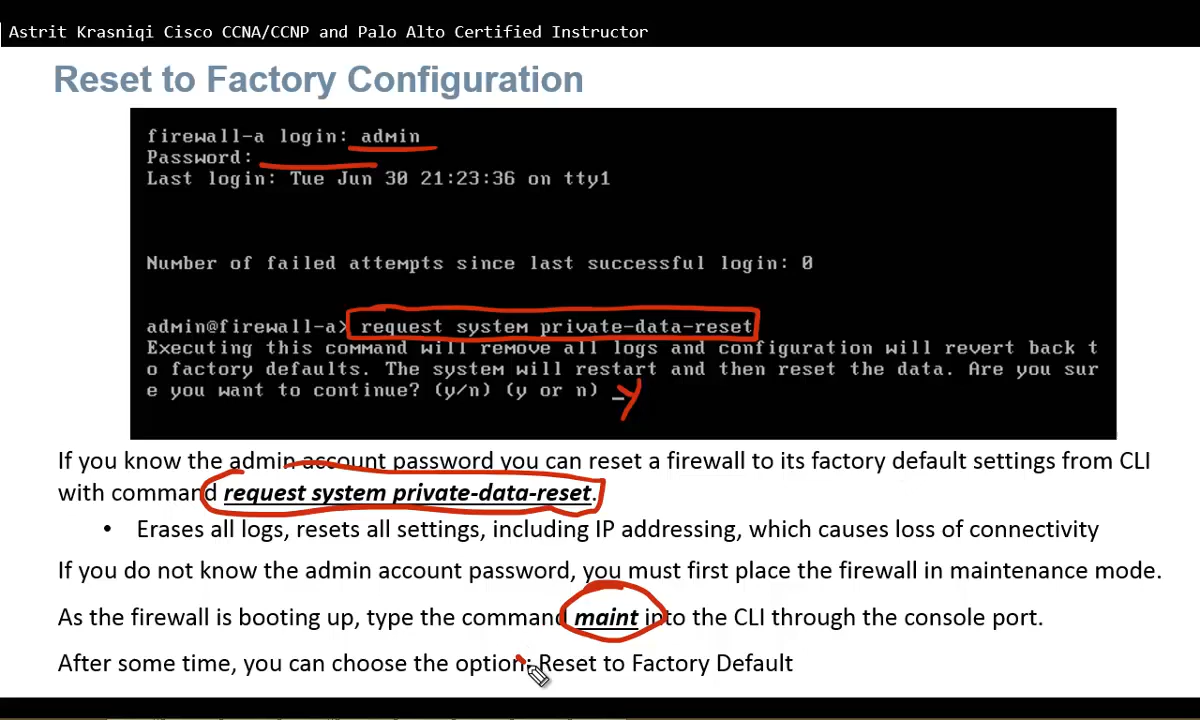 Astrit Krasniqi Cisco CCNA/CCNP and Palo Alto Certified Instructor
Reset to Factory Configuration
firewall-a login: admin
Password:
Last login: Tue Jun 30 21:23:36 on tty1
Number of failed attempts since last successful login: 0
admin@firewall-a> request system private-data-reset
Executing this command will remove all logs and configuration will revert back t
o factory defaults. The system will restart and then reset the data. Are you sur
e you want to continue? (y/n) (y or n) _y
If you know the admin account password you can reset a firewall to its factory default settings from CLI
with command request system private-data-reset.
• Erases all logs, resets all settings, including IP addressing, which causes loss of connectivity
If you do not know the admin account password, you must first place the firewall in maintenance mode.
As the firewall is booting up, type the command maint into the CLI through the console port.
After some time, you can choose the option: Reset to Factory Default